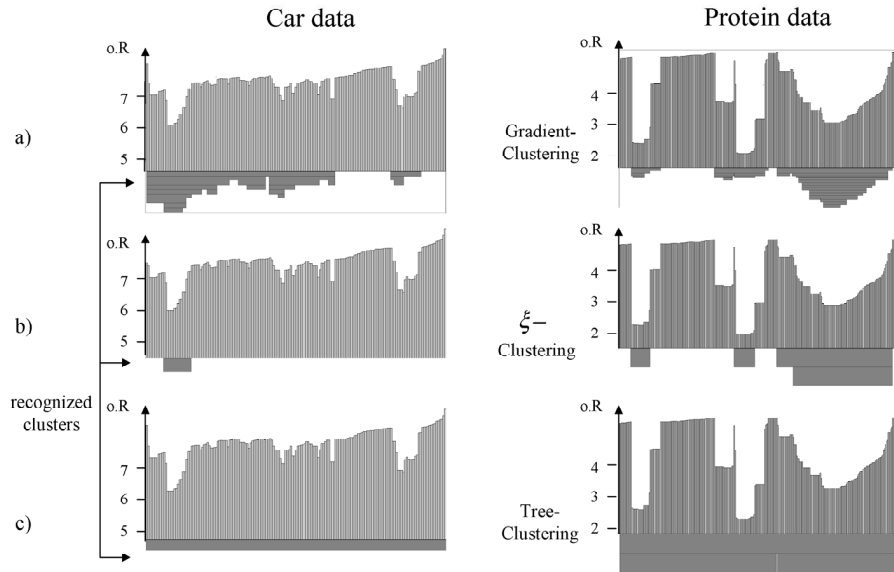 Car data
Protein data
o.R
7
6
5
a)
o.R
4
3
2
Gradient-
Clustering
o.R
7
6
5
b)
o.R
4
3
2
ξ–
Clustering
recognized
clusters
o.R
7
6
5
c)
o.R
4
3
2
Tree-
Clustering